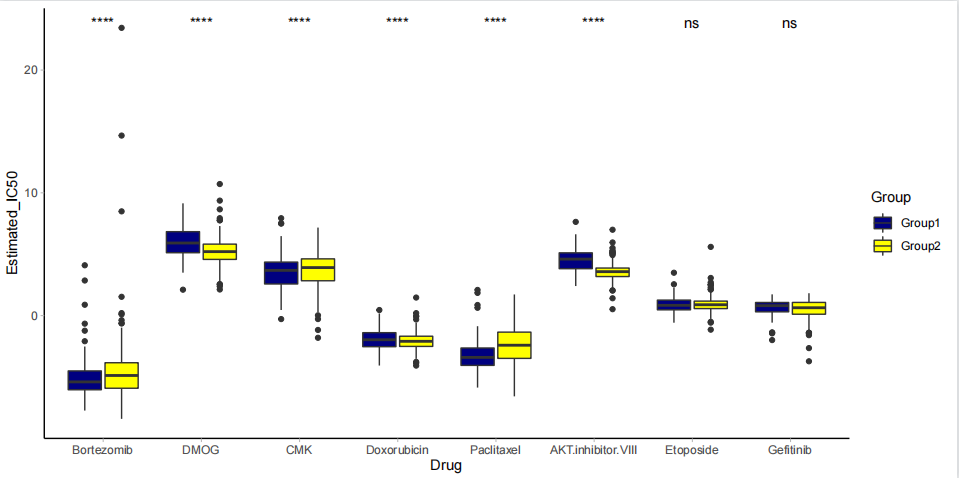 **** **** **** **** **** **** ns ns
20
10
0
Estimated_IC50
Bortezomib DMOG CMK Doxorubicin Paclitaxel AKT.inhibitor.VIII Etoposide Gefitinib
Drug
Group
Group1
Group2